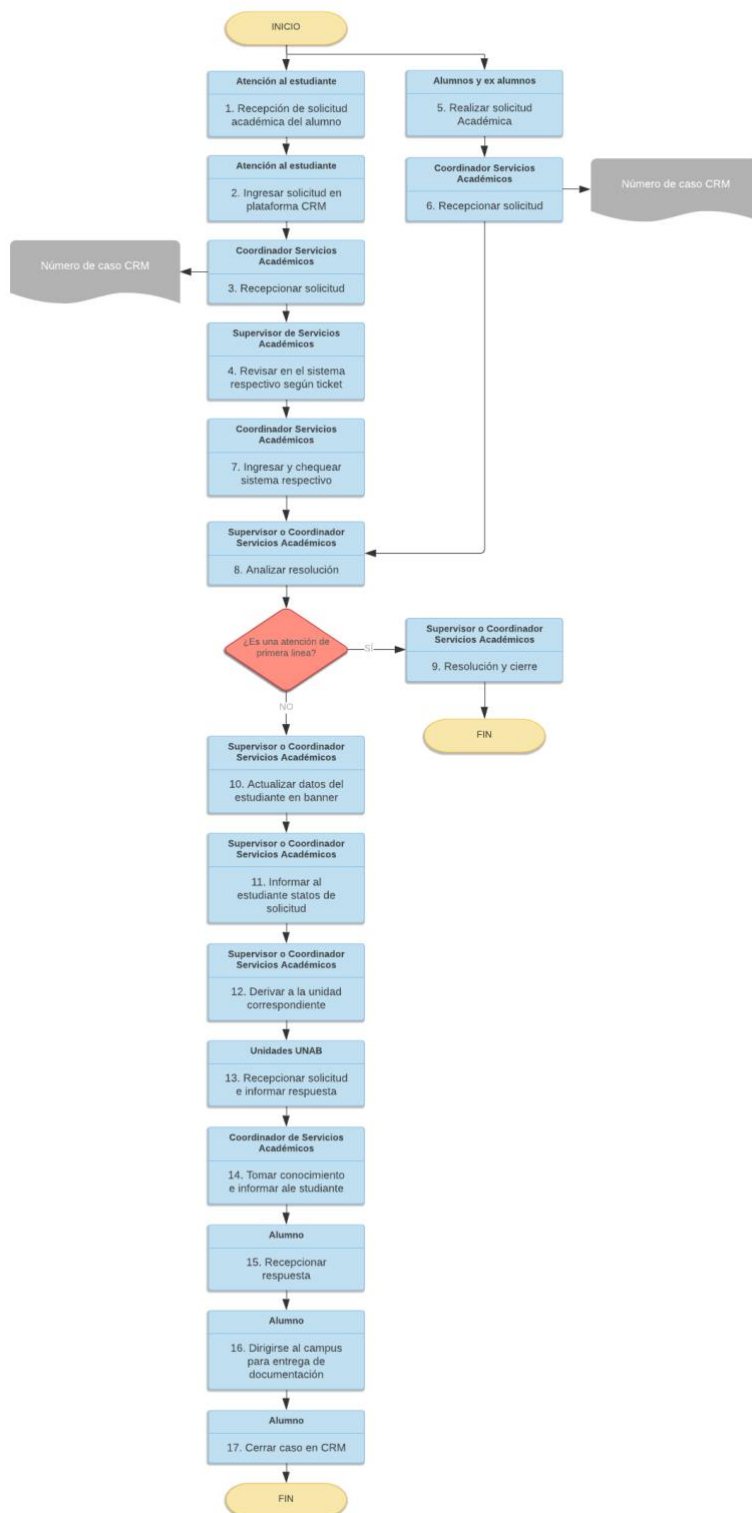 INICIO
Atención al estudiante
1. Recepción de solicitud
académica del alumno
Alumnos y ex alumnos
5. Realizar solicitud
Académica
Atención al estudiante
2. Ingresar solicitud en
plataforma CRM
Coordinador Servicios
Académicos
6. Recepcionar solicitud
Número de caso CRM
Número de caso CRM
Coordinador Servicios
Académicos
3. Recepcionar solicitud
Supervisor de Servicios
Académicos
4. Revisar en el sistema
respectivo según ticket
Coordinador Servicios
Académicos
7. Ingresar y chequear
sistema respectivo
Supervisor o Coordinador
Servicios Académicos
8. Analizar resolución
¿Es una atención de
primera línea?
SÍ
Supervisor o Coordinador
Servicios Académicos
9. Resolución y cierre
NO
FIN
Supervisor o Coordinador
Servicios Académicos
10. Actualizar datos del
estudiante en banner
Supervisor o Coordinador
Servicios Académicos
11. Informar al
estudiante statos de
solicitud
Supervisor o Coordinador
Servicios Académicos
12. Derivar a la unidad
correspondiente
Unidades UNAB
13. Recepcionar solicitud
e informar respuesta
Coordinador de Servicios
Académicos
14. Tomar conocimiento
e informar ale studiante
Alumno
15. Recepcionar
respuesta
Alumno
16. Dirigirse al campus
para entrega de
documentación
Alumno
17. Cerrar caso en CRM
FIN